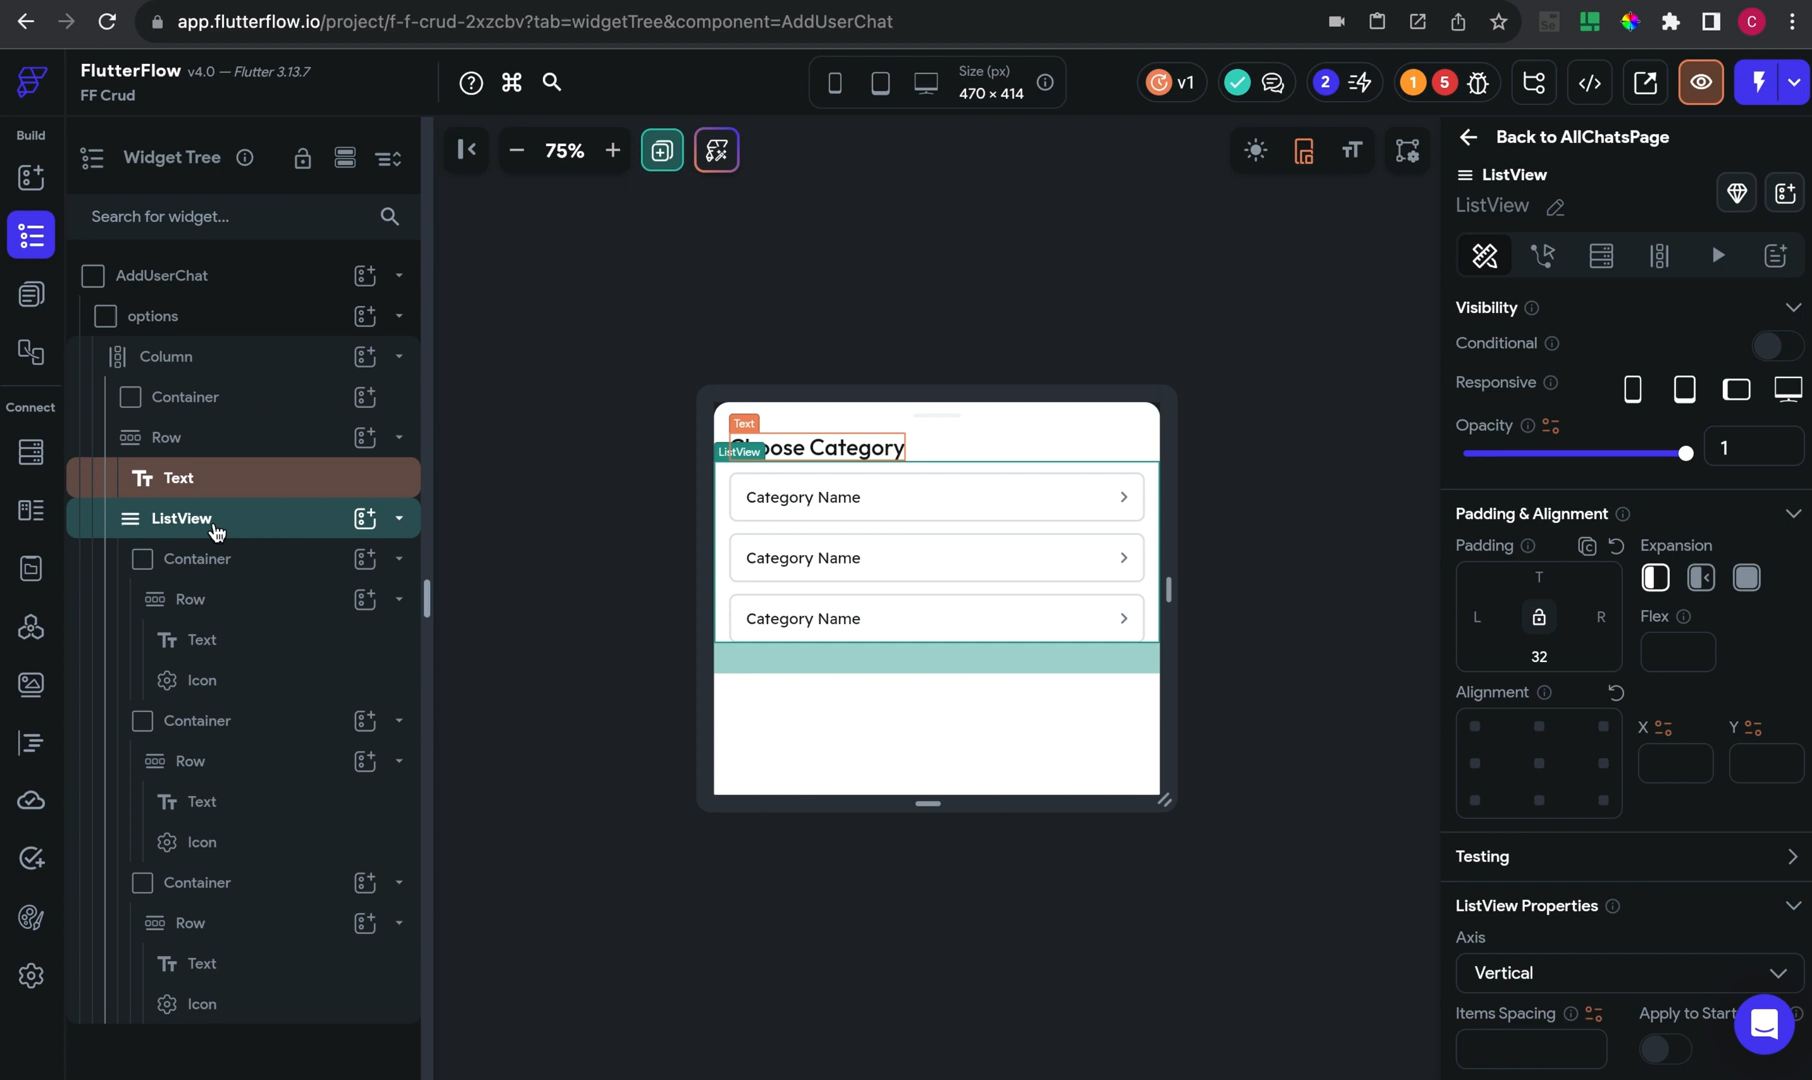 app.flutterflow.io/project/f-f-crud-2xzcbv?tab=widgetTree&component=AddUserChat
C
FlutterFlow v4.0 – Flutter 3.13.7
FF Crud
Size (px)
470 × 414
v1
2
1
5
Build
Connect
Widget Tree
Search for widget...
AddUserChat
options
Column
Container
Row
Text
ListView
Container
Row
Text
Icon
Container
Row
Text
Icon
Container
Row
Text
Icon
75%
Text
ListView
oose Category
Category Name
Category Name
Category Name
Back to AllChatsPage
ListView
ListView
Visibility
Conditional
Responsive
Opacity
1
Padding & Alignment
Padding
Expansion
T
L
R
32
Flex
Alignment
X
Y
Testing
ListView Properties
Axis
Vertical
Items Spacing
Apply to Start